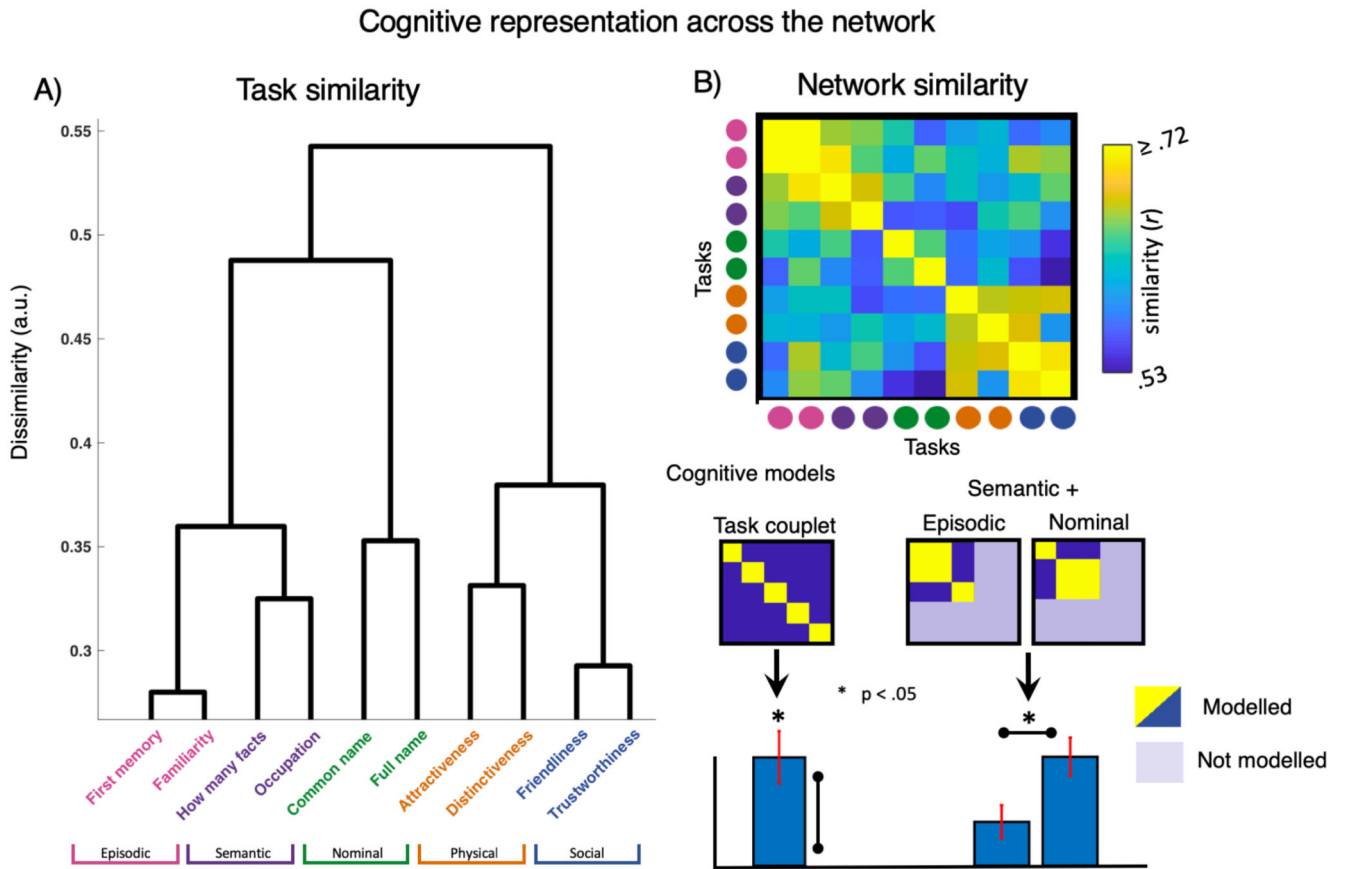 Cognitive representation across the network
A)
Task similarity
Dissimilarity (a.u.)
0.55
0.5
0.45
0.4
0.35
0.3
First memory
Familiarity
How many facts
Occupation
Common name
Full name
Attractiveness
Distinctiveness
Friendliness
Trustworthiness
Episodic
Semantic
Nominal
Physical
Social
B)
Network similarity
Tasks
Tasks
≥ .72
similarity (r)
.53
Cognitive models
Task couplet
Semantic +
Episodic
Nominal
* p < .05
*
*
Modelled
Not modelled